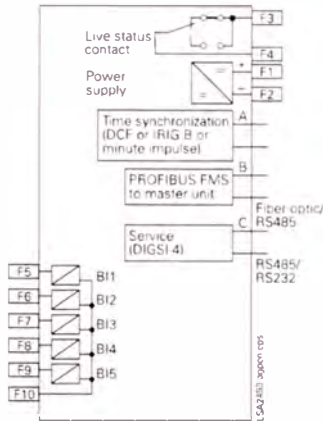 F3
Live status
contact
F4
Power
supply
+
F1
=
=
−
F2
Time synchronization
(DCF or IRIG B or
minute impulse)
A
PROFIBUS FMS
to master unit
B
Fiber-optic/
RS485
Service
(DIGSI 4)
C
RS485/
RS232
F5
BI1
F6
BI2
F7
BI3
F8
BI4
F9
BI5
F10